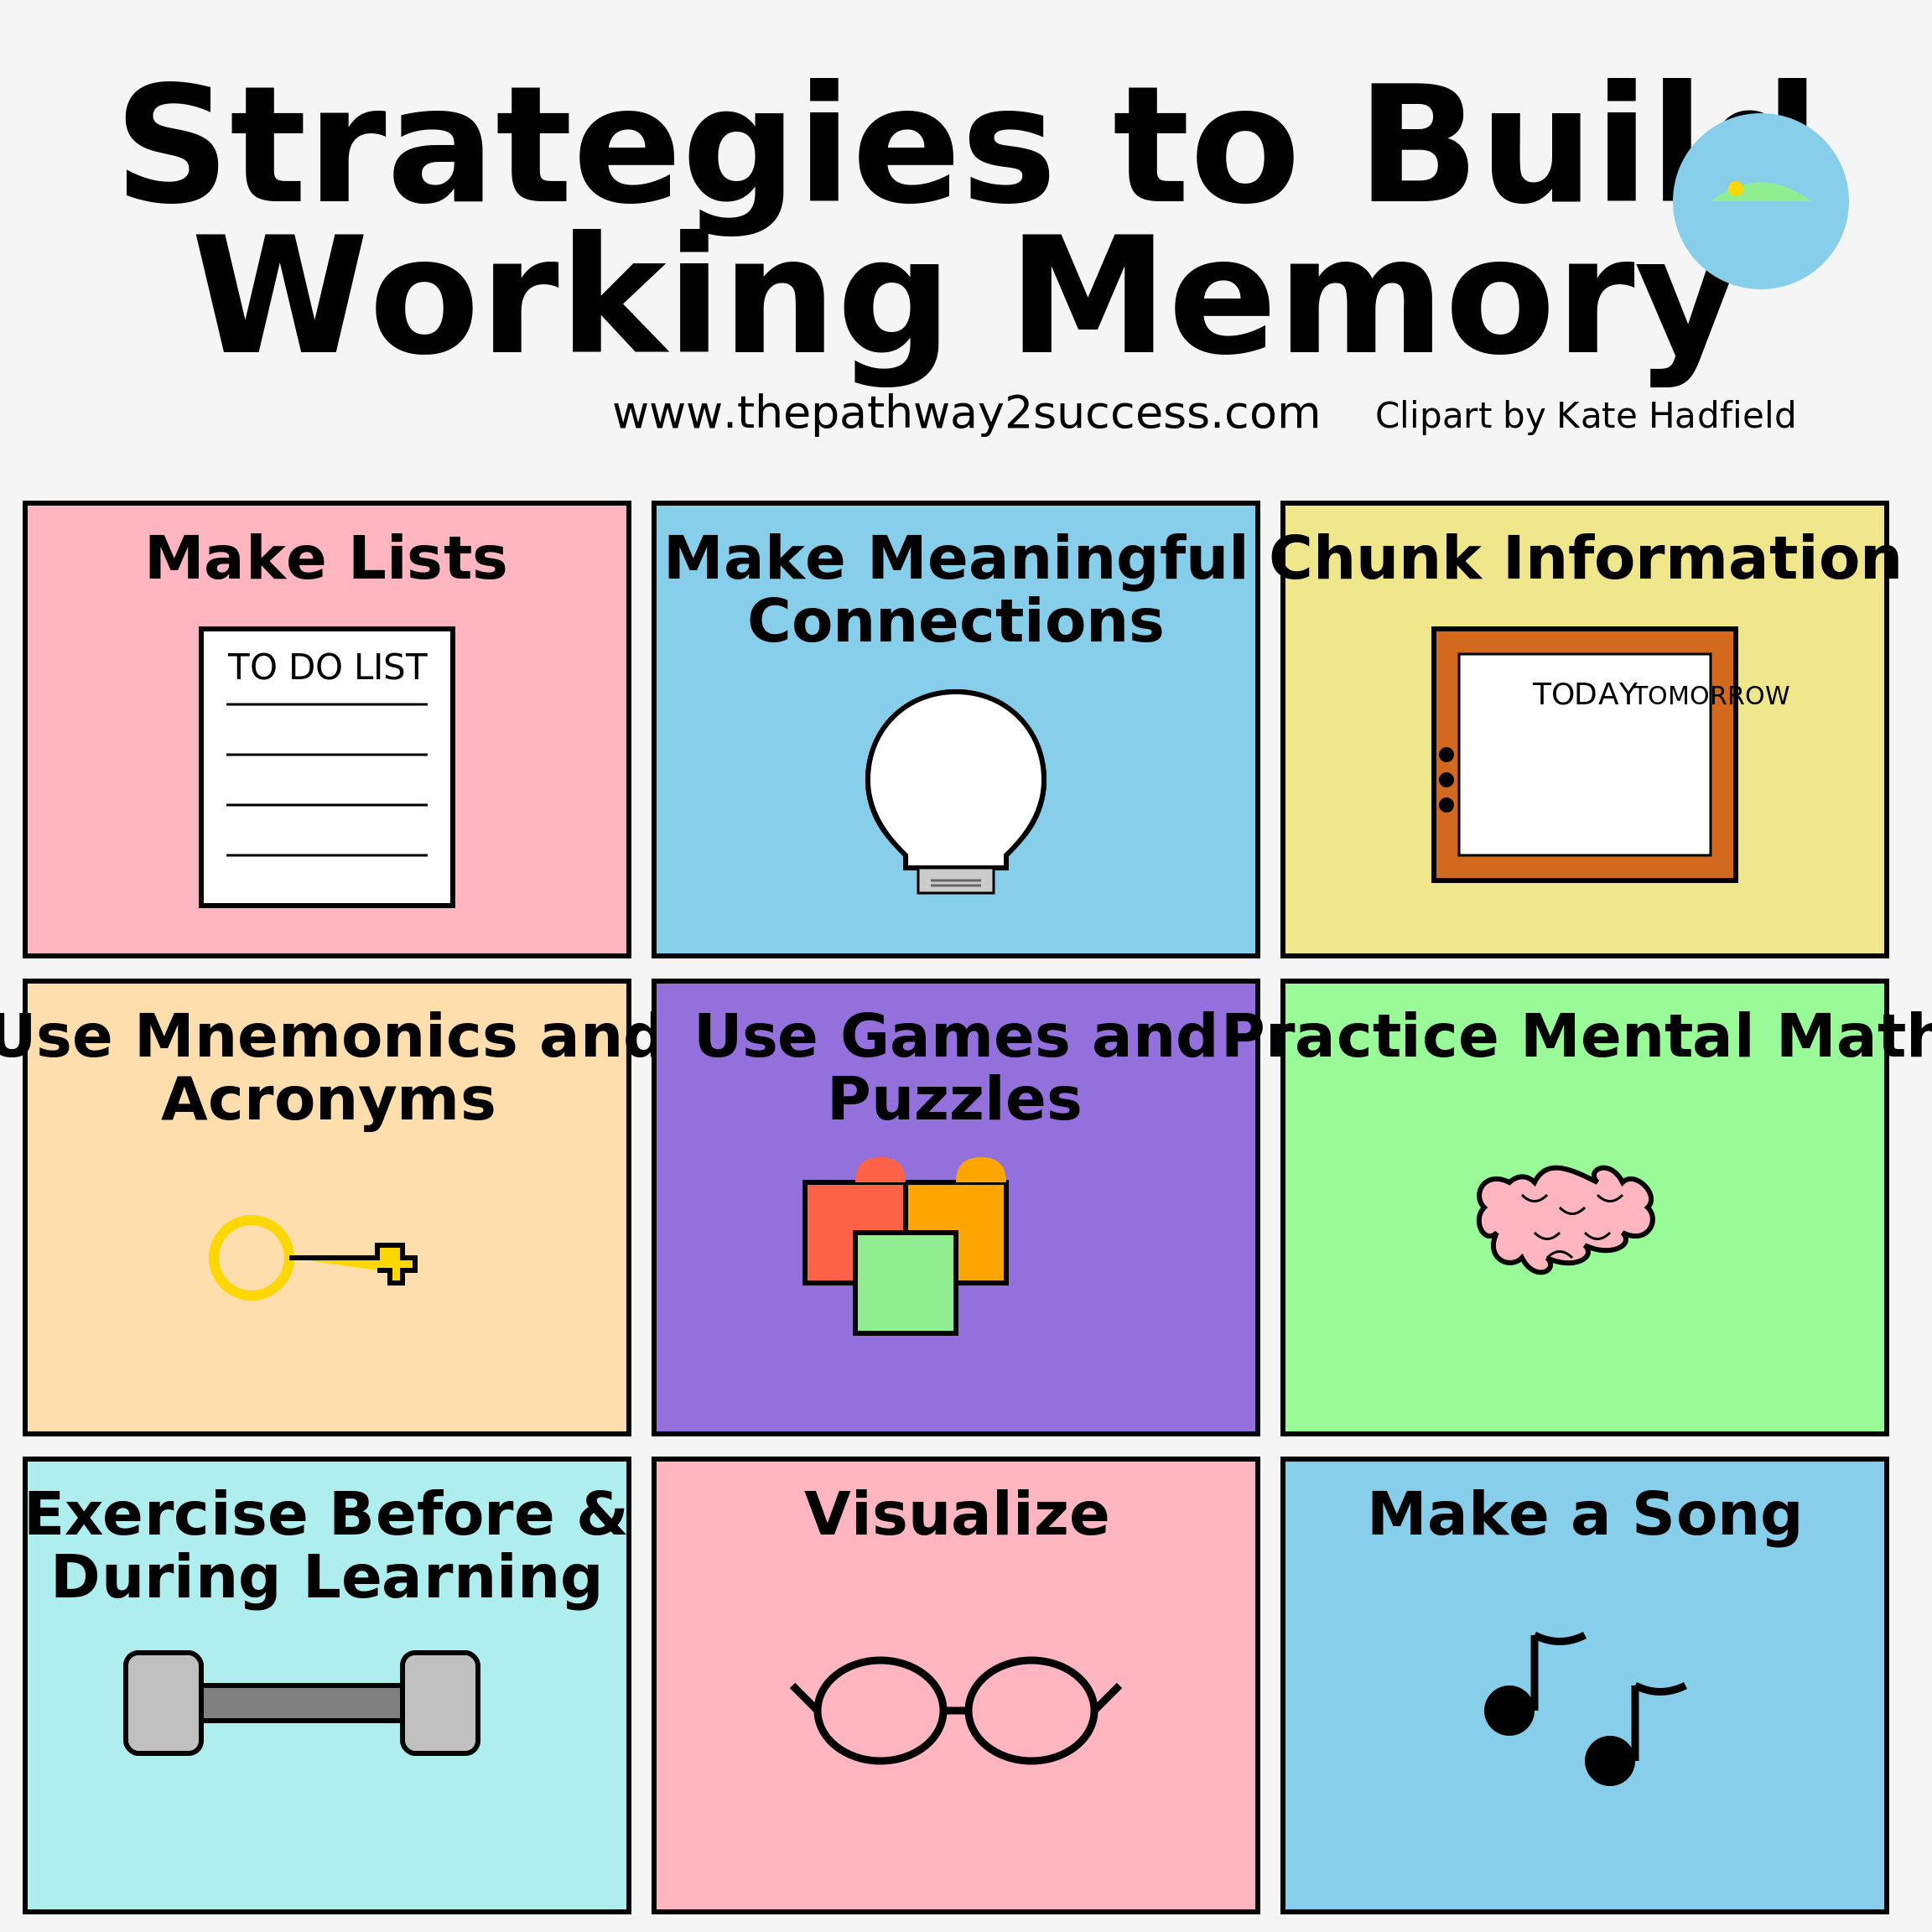 Strategies to Build
Working Memory
www.thepathway2success.com Clipart by Kate Hadfield
Make Lists
TO DO LIST
Make Meaningful
Connections
Chunk Information
TODAY TOMORROW
Use Mnemonics and
Acronyms
Use Games and
Puzzles
Practice Mental Math
Exercise Before &
During Learning
Visualize
Make a Song